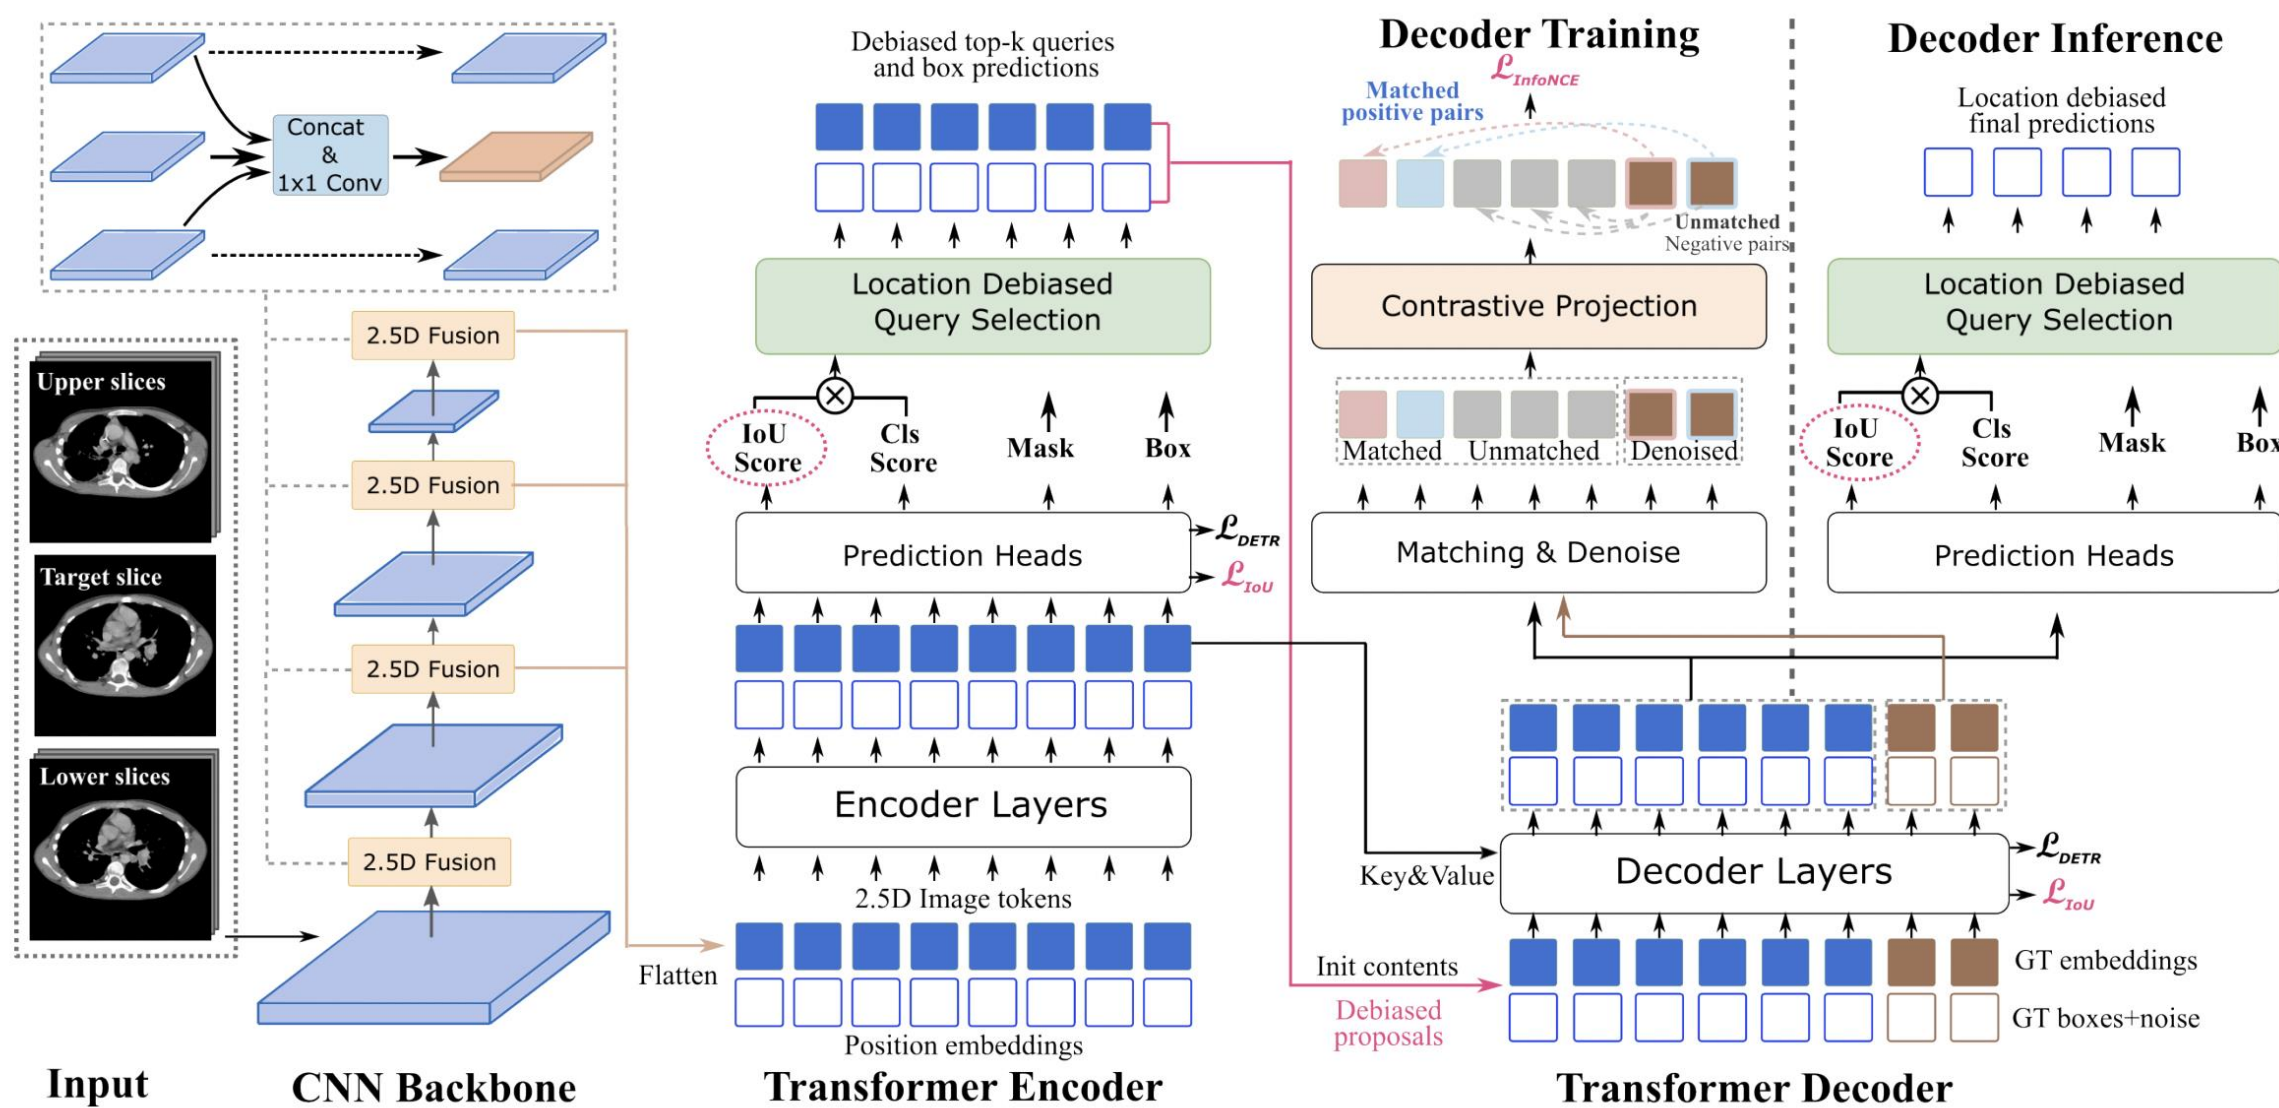 Concat
&
1x1 Conv
2.5D Fusion
2.5D Fusion
2.5D Fusion
2.5D Fusion
Upper slices
Target slice
Lower slices
Input
CNN Backbone
Flatten
Debiased top-k queries
and box predictions
Location Debiased
Query Selection
IoU
Score
Cls
Score
Mask
Box
Prediction Heads
ℒDETR
ℒIoU
Encoder Layers
2.5D Image tokens
Position embeddings
Transformer Encoder
Decoder Training
ℒInfoNCE
Matched
positive pairs
Unmatched
Negative pairs
Contrastive Projection
Matched
Unmatched
Denoised
Matching & Denoise
Decoder Inference
Location debiased
final predictions
Location Debiased
Query Selection
IoU
Score
Cls
Score
Mask
Box
Prediction Heads
Key&Value
Decoder Layers
ℒDETR
ℒIoU
Init contents
Debiased
proposals
GT embeddings
GT boxes+noise
Transformer Decoder